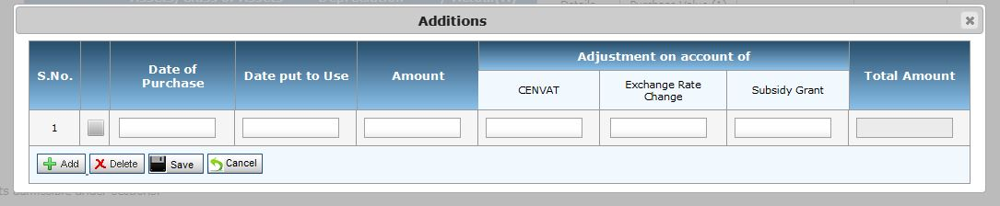 Additions
S.No.
Date of
Purchase
Date put to Use
Amount
Adjustment on account of
CENVAT
Exchange Rate
Change
Subsidy Grant
Total Amount
1
Add
Delete
Save
Cancel